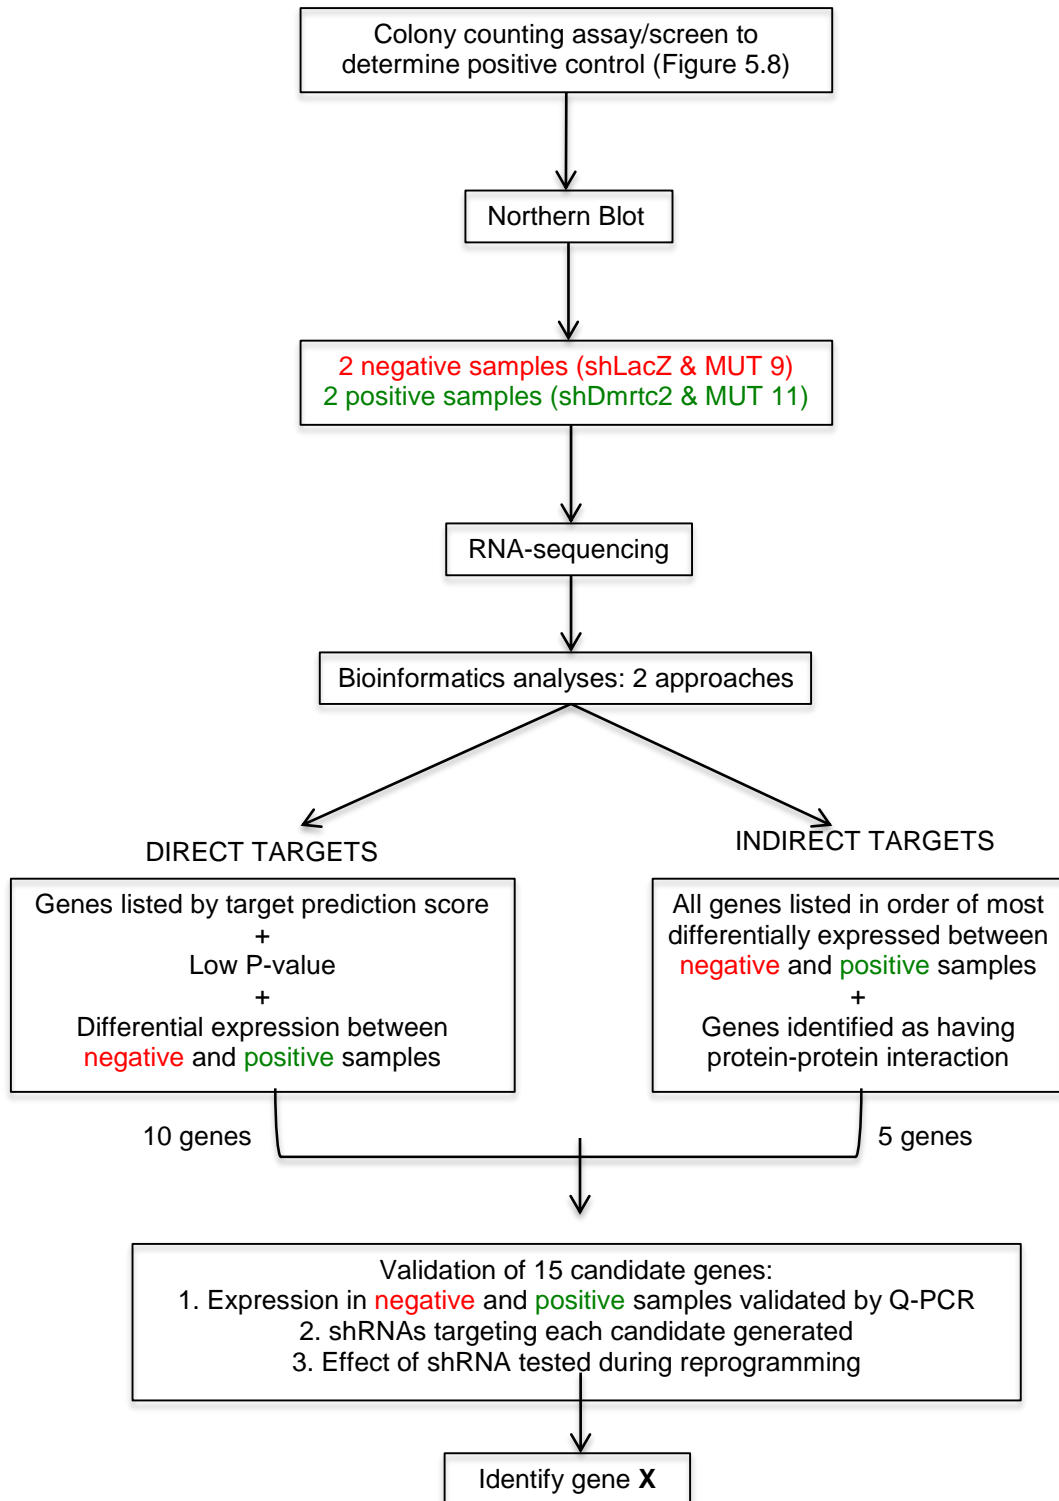 Colony counting assay/screen to
determine positive control (Figure 5.8)
Northern Blot
2 negative samples (shLacZ & MUT 9)
2 positive samples (shDmrtc2 & MUT 11)
RNA-sequencing
Bioinformatics analyses: 2 approaches
DIRECT TARGETS
Genes listed by target prediction score
+
Low P-value
+
Differential expression between
negative and positive samples
INDIRECT TARGETS
All genes listed in order of most
differentially expressed between
negative and positive samples
+
Genes identified as having
protein-protein interaction
10 genes
5 genes
Validation of 15 candidate genes:
1. Expression in negative and positive samples validated by Q-PCR
2. shRNAs targeting each candidate generated
3. Effect of shRNA tested during reprogramming
Identify gene X